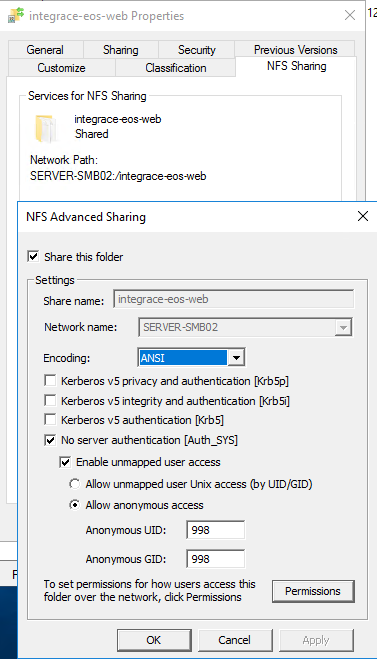 integrace-eos-web Properties
12
General Sharing Security Previous Versions
Customize Classification NFS Sharing
Services for NFS Sharing
integrace-eos-web
Shared
Network Path:
SERVER-SMB02:/integrace-eos-web
NFS Advanced Sharing
Share this folder
Settings
Share name: integrace-eos-web
Network name: SERVER-SMB02
Encoding: ANSI
Kerberos v5 privacy and authentication [Krb5p]
Kerberos v5 integrity and authentication [Krb5i]
Kerberos v5 authentication [Krb5]
No server authentication [Auth_SYS]
Enable unmapped user access
Allow unmapped user Unix access (by UID/GID)
Allow anonymous access
Anonymous UID: 998
Anonymous GID: 998
To set permissions for how users access this
folder over the network, click Permissions
Permissions
OK Cancel Apply